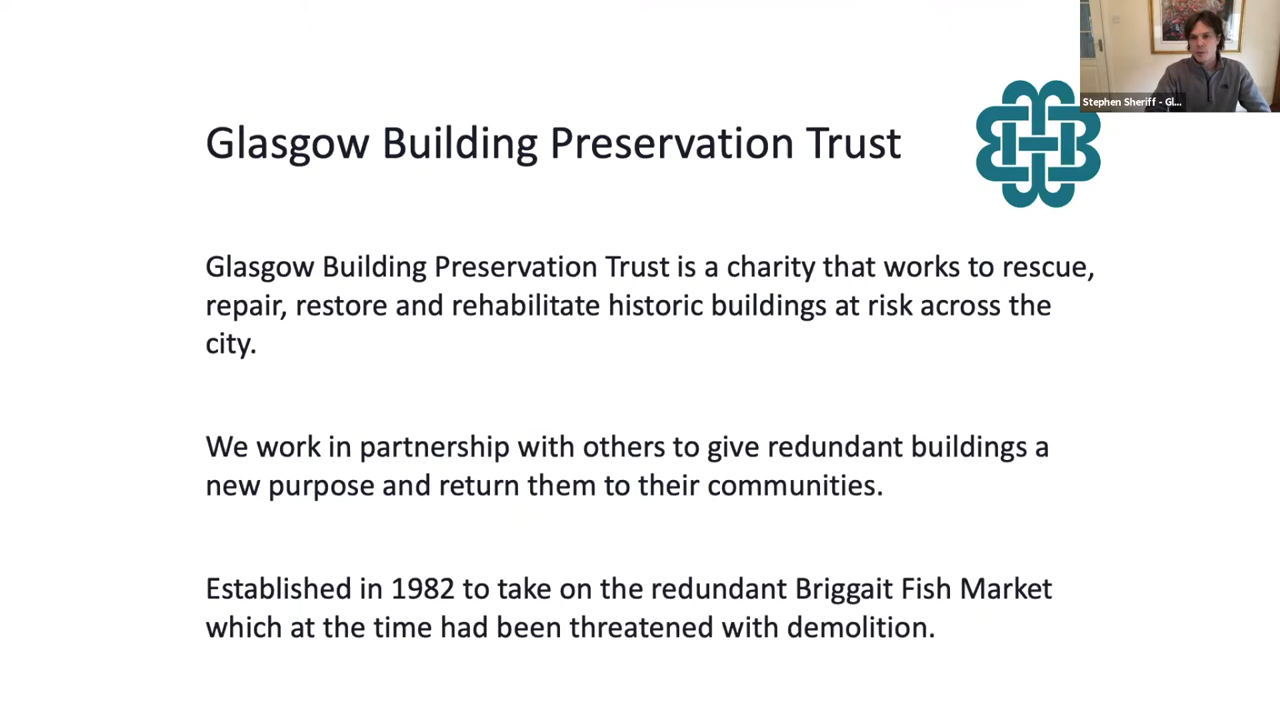 Stephen Sheriff - Gl...
Glasgow Building Preservation Trust
Glasgow Building Preservation Trust is a charity that works to rescue,
repair, restore and rehabilitate historic buildings at risk across the
city.
We work in partnership with others to give redundant buildings a
new purpose and return them to their communities.
Established in 1982 to take on the redundant Briggait Fish Market
which at the time had been threatened with demolition.